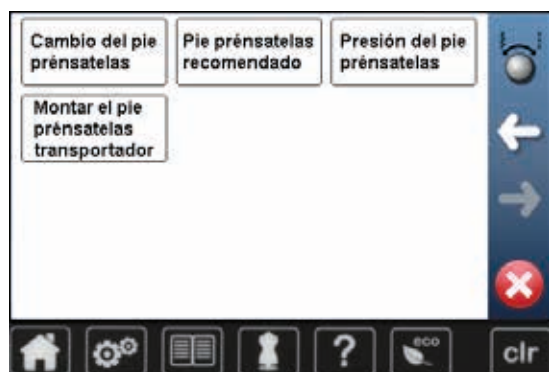 Cambio del pie
prénsatelas
Pie prénsatelas
recomendado
Presión del pie
prénsatelas
Montar el pie
prénsatelas
transportador
?
eco
clr